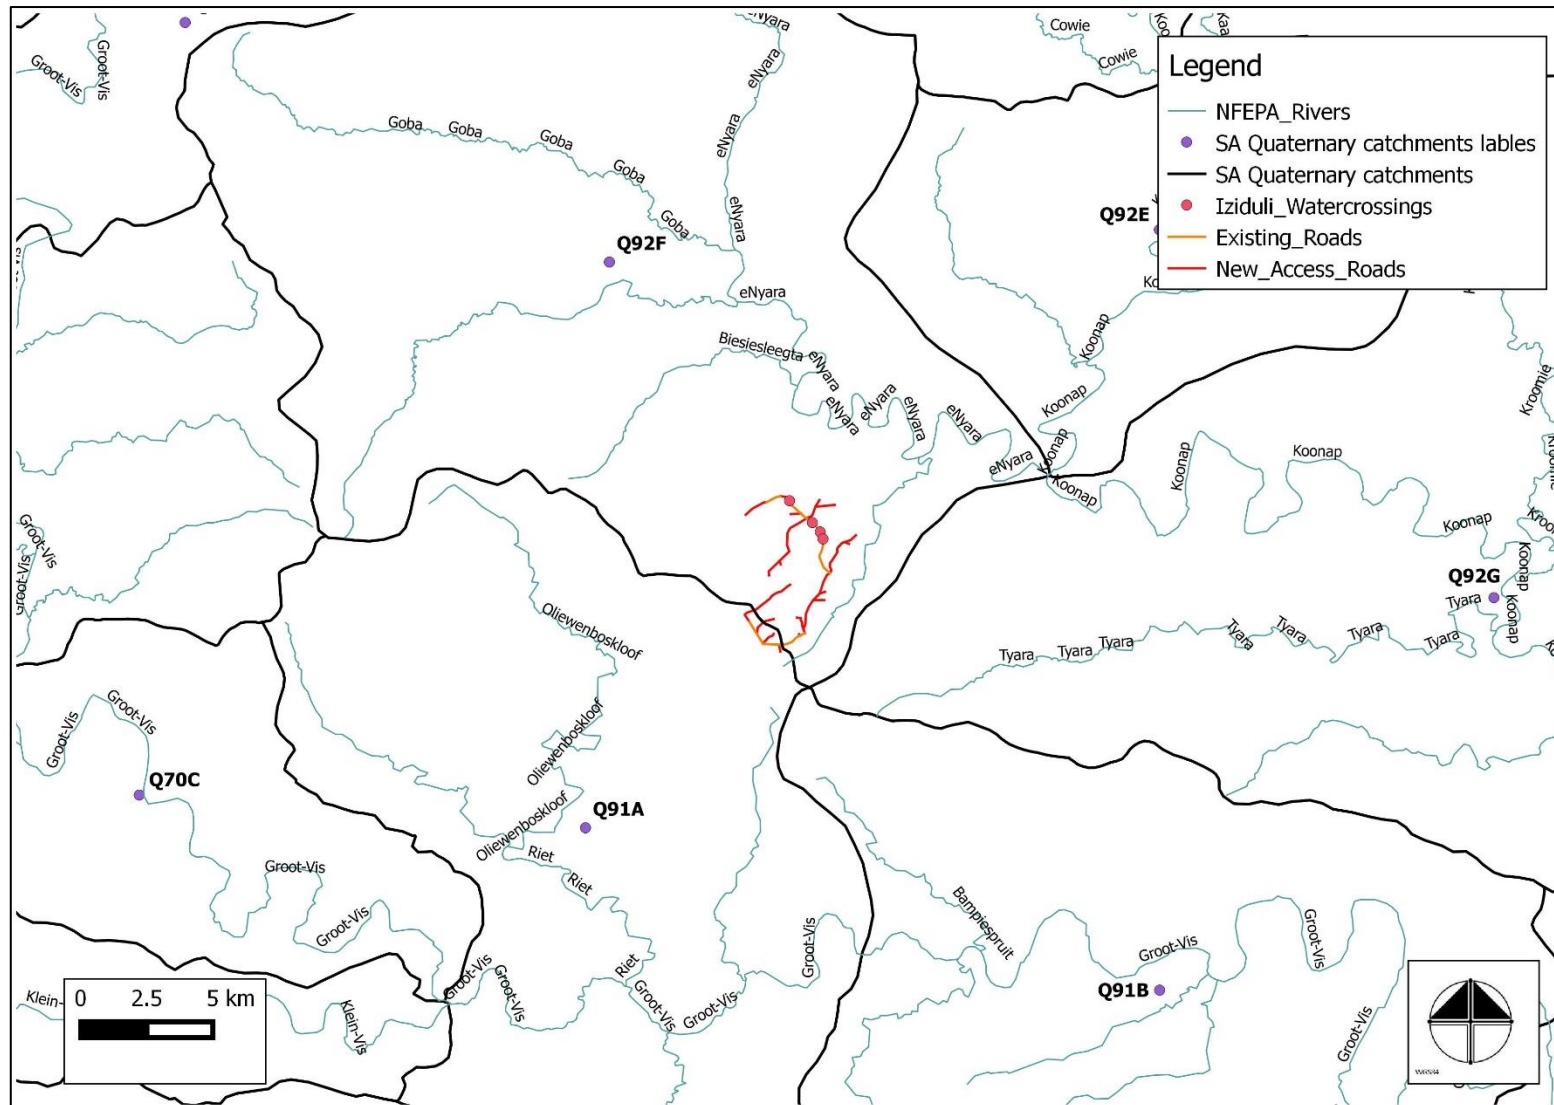 Legend
NFEPA_Rivers
SA Quaternary catchments lables
SA Quaternary catchments
Iziduli_Watercrossings
Existing_Roads
New_Access_Roads
Groot-Vis
Groot-Vis
eNyara
Cowie
Cowie
eNyara
Goba
Goba
Goba
Goba
Goba
eNyara
eNyara
Q92F
Q92E
eNyara
Biesiesleegta
eNyara
eNyara
eNyara
eNyara
eNyara
eNyara
Koonap
Koonap
Koonap
Koonap
Koonap
Koonap
Koonap
Kroomie
Koonap
Koonap
Q92G
Tyara
Tyara
Tyara
Tyara
Tyara
Tyara
Tyara
Tyara
Groot-Vis
Groot-Vis
Oliewenboskloof
Oliewenboskloof
Oliewenboskloof
Groot-Vis
Groot-Vis
Q70C
Q91A
Riet
Riet
Riet
Groot-Vis
Groot-Vis
Groot-Vis
Groot-Vis
Groot-Vis
Groot-Vis
Groot-Vis
Bampiespruit
Groot-Vis
Groot-Vis
Groot-Vis
Q91B
Klein-
Klein-Vis
0 2.5 5 km